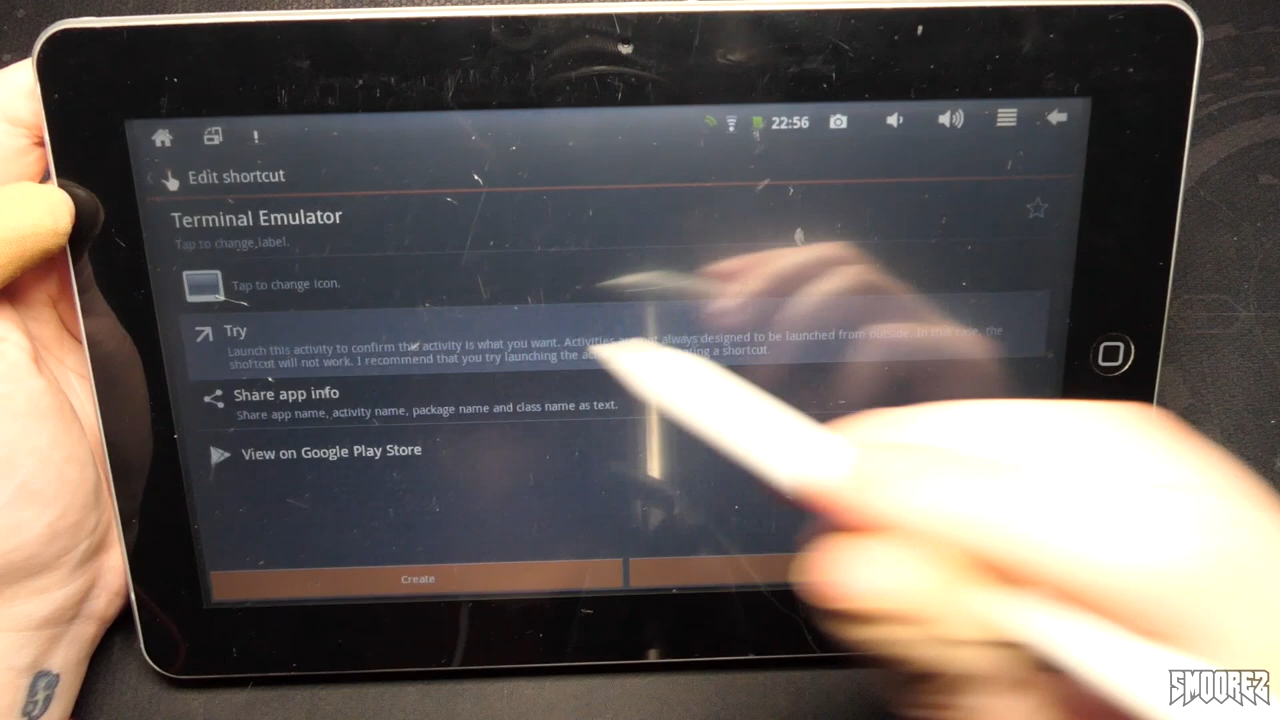 22:56
Edit shortcut
Terminal Emulator
Tap to change label.
Tap to change icon.
Try
Launch this activity to confirm this activity is what you want. Activities always designed to be launched from outside. In this case, the
shortcut will not work. I recommend that you try launching the a shortcut.
Share app info
Share app name, activity name, package name and class name as text.
View on Google Play Store
Create
SMOOREZ